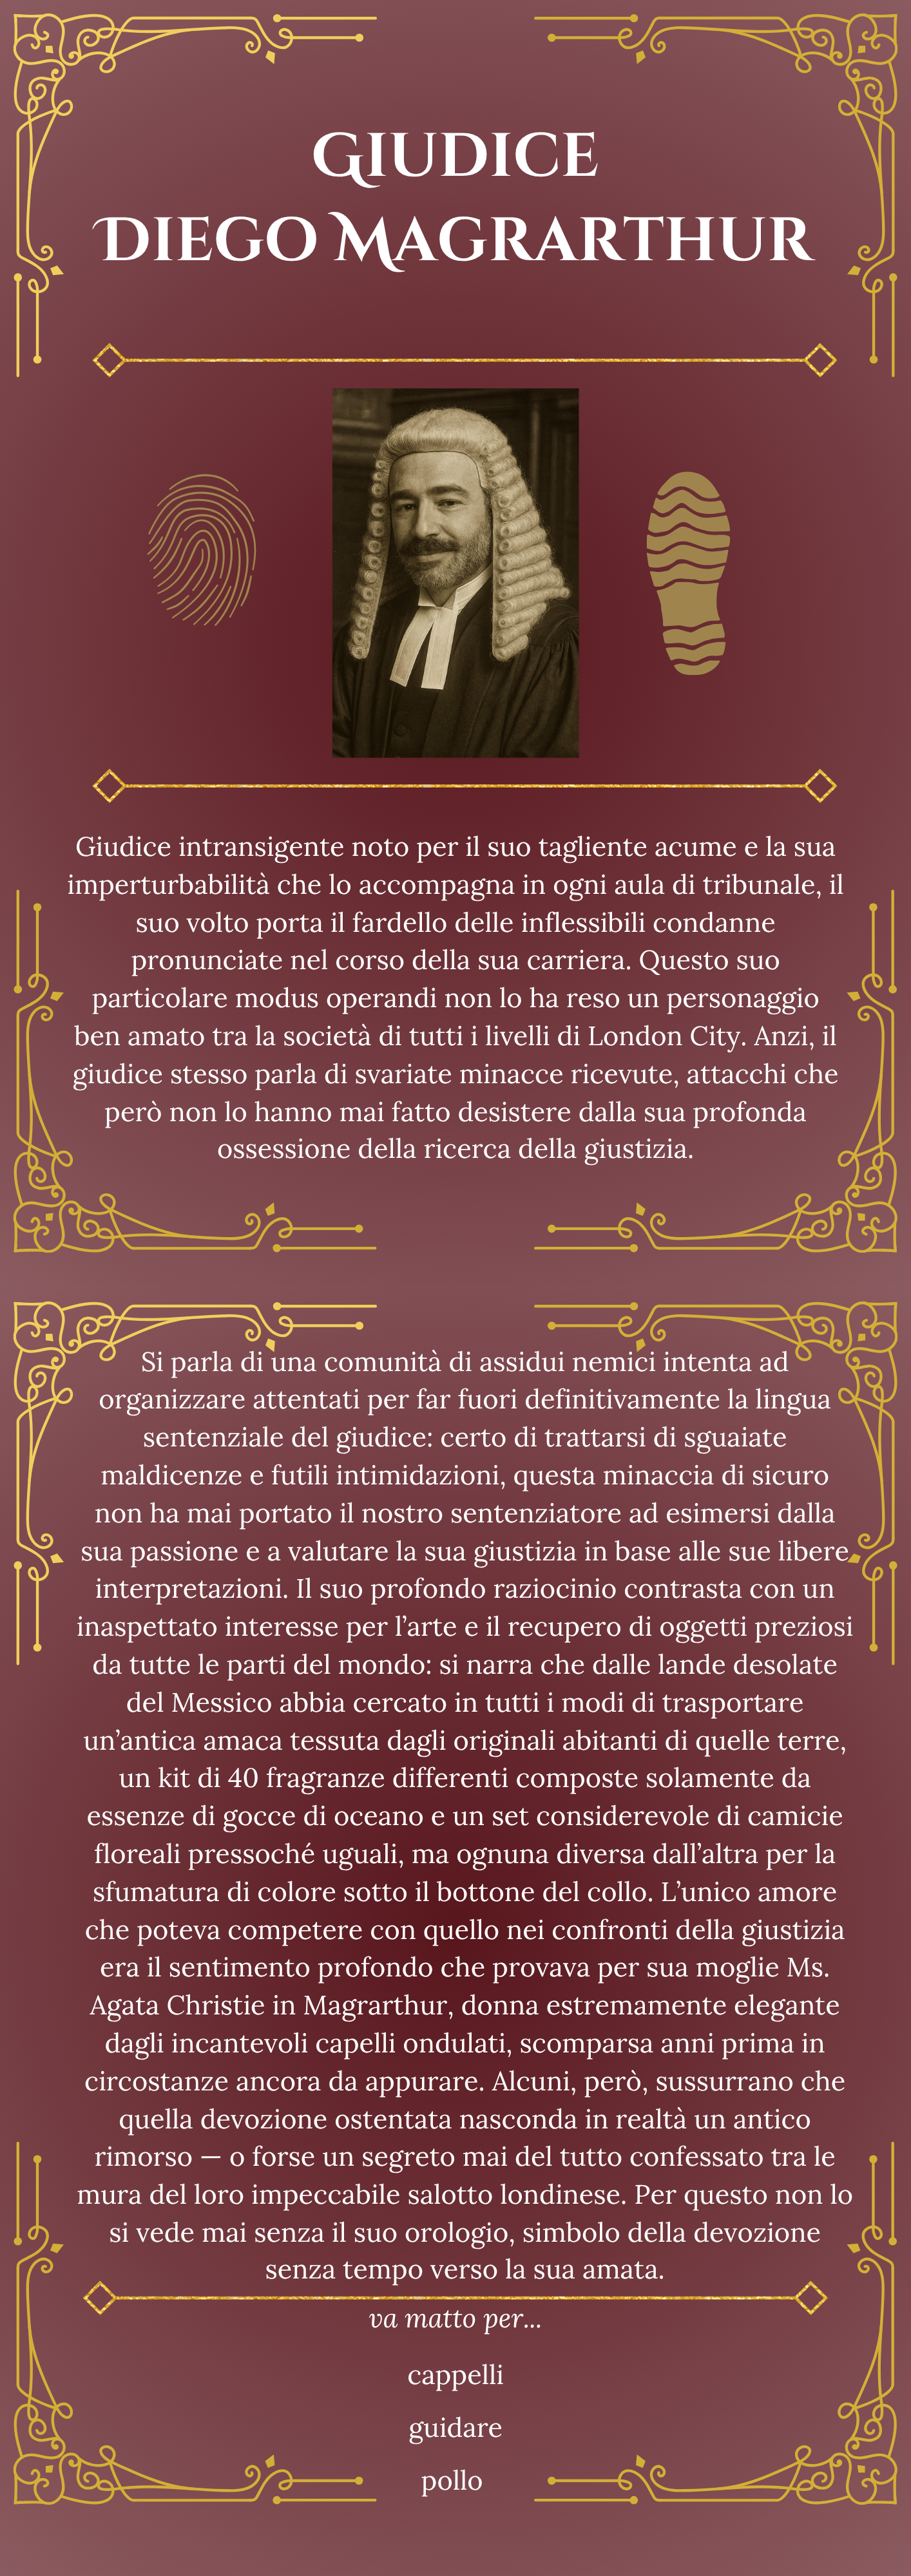 Giudice
Diego Magrarthur
Giudice intransigente noto per il suo tagliente acume e la sua
imperturbabilità che lo accompagna in ogni aula di tribunale, il
suo volto porta il fardello delle inflessibili condanne
pronunciate nel corso della sua carriera. Questo suo
particolare modus operandi non lo ha reso un personaggio
ben amato tra la società di tutti i livelli di London City. Anzi, il
giudice stesso parla di svariate minacce ricevute, attacchi che
però non lo hanno mai fatto desistere dalla sua profonda
ossessione della ricerca della giustizia.
Si parla di una comunità di assidui nemici intenta ad
organizzare attentati per far fuori definitivamente la lingua
sentenziale del giudice: certo di trattarsi di sguaiate
maldicenze e futili intimidazioni, questa minaccia di sicuro
non ha mai portato il nostro sentenziatore ad esimersi dalla
sua passione e a valutare la sua giustizia in base alle sue libere
interpretazioni. Il suo profondo raziocinio contrasta con un
inaspettato interesse per l’arte e il recupero di oggetti preziosi
da tutte le parti del mondo: si narra che dalle lande desolate
del Messico abbia cercato in tutti i modi di trasportare
un’antica amaca tessuta dagli originali abitanti di quelle terre,
un kit di 40 fragranze differenti composte solamente da
essenze di gocce di oceano e un set considerevole di camicie
floreali pressoché uguali, ma ognuna diversa dall’altra per la
sfumatura di colore sotto il bottone del collo. L’unico amore
che poteva competere con quello nei confronti della giustizia
era il sentimento profondo che provava per sua moglie Ms.
Agata Christie in Magrarthur, donna estremamente elegante
dagli incantevoli capelli ondulati, scomparsa anni prima in
circostanze ancora da appurare. Alcuni, però, sussurrano che
quella devozione ostentata nasconda in realtà un antico
rimorso — o forse un segreto mai del tutto confessato tra le
mura del loro impeccabile salotto londinese. Per questo non lo
si vede mai senza il suo orologio, simbolo della devozione
senza tempo verso la sua amata.
va matto per...
cappelli
guidare
pollo